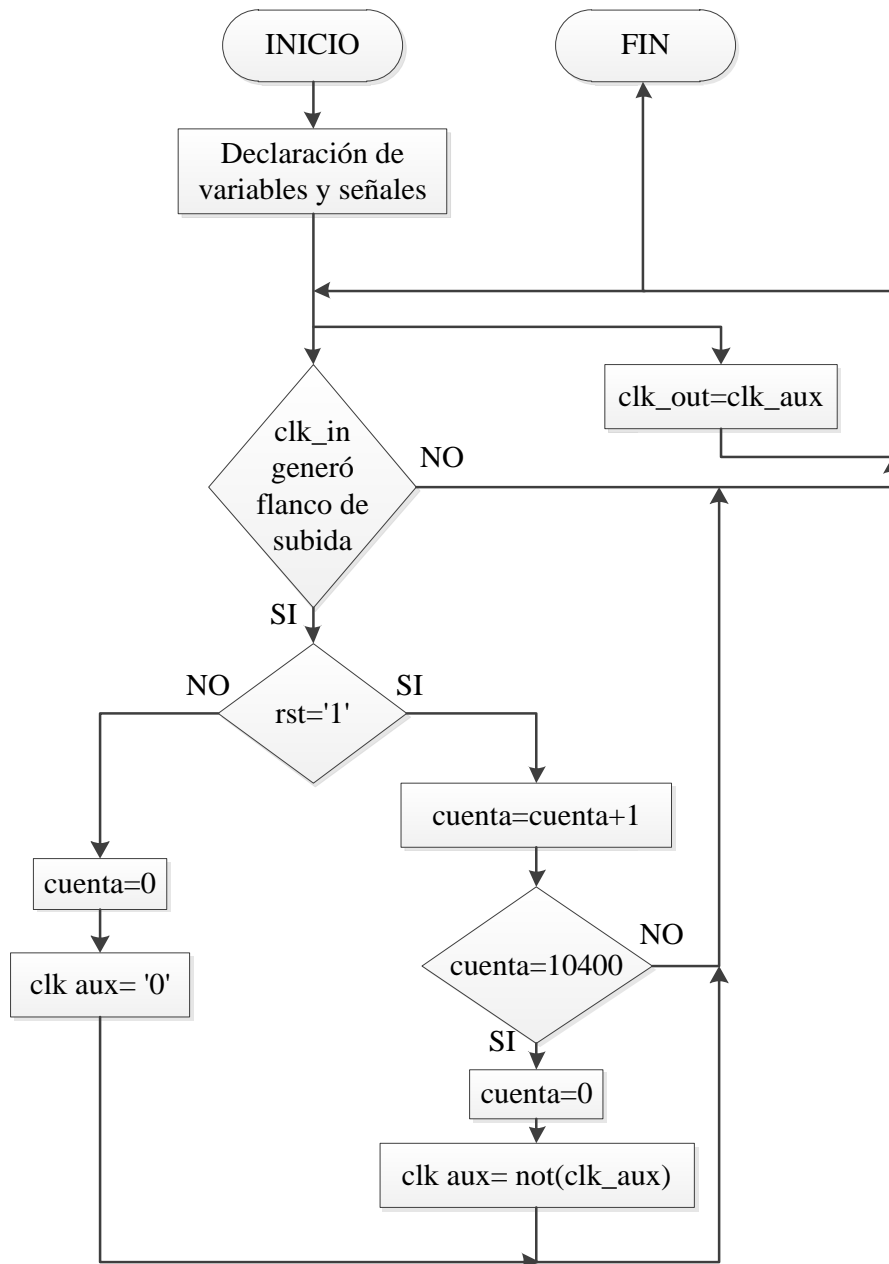 INICIO
FIN
Declaración de
variables y señales
clk_out=clk_aux
clk_in
generó
flanco de
subida
NO
SI
NO
SI
rst='1'
cuenta=cuenta+1
cuenta=0
NO
cuenta=10400
clk aux= '0'
SI
cuenta=0
clk aux= not(clk_aux)